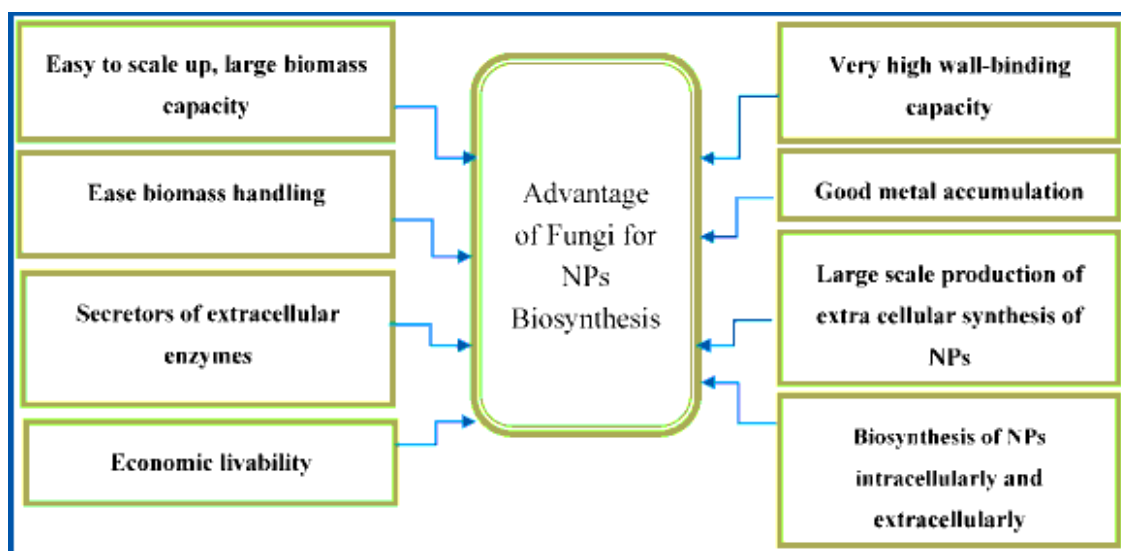 Easy to scale up, large biomass
capacity
Ease biomass handling
Secretors of extracellular
enzymes
Economic livability
Advantage
of Fungi for
NPs
Biosynthesis
Very high wall-binding
capacity
Good metal accumulation
Large scale production of
extra cellular synthesis of
NPs
Biosynthesis of NPs
intracellularly and
extracellularly